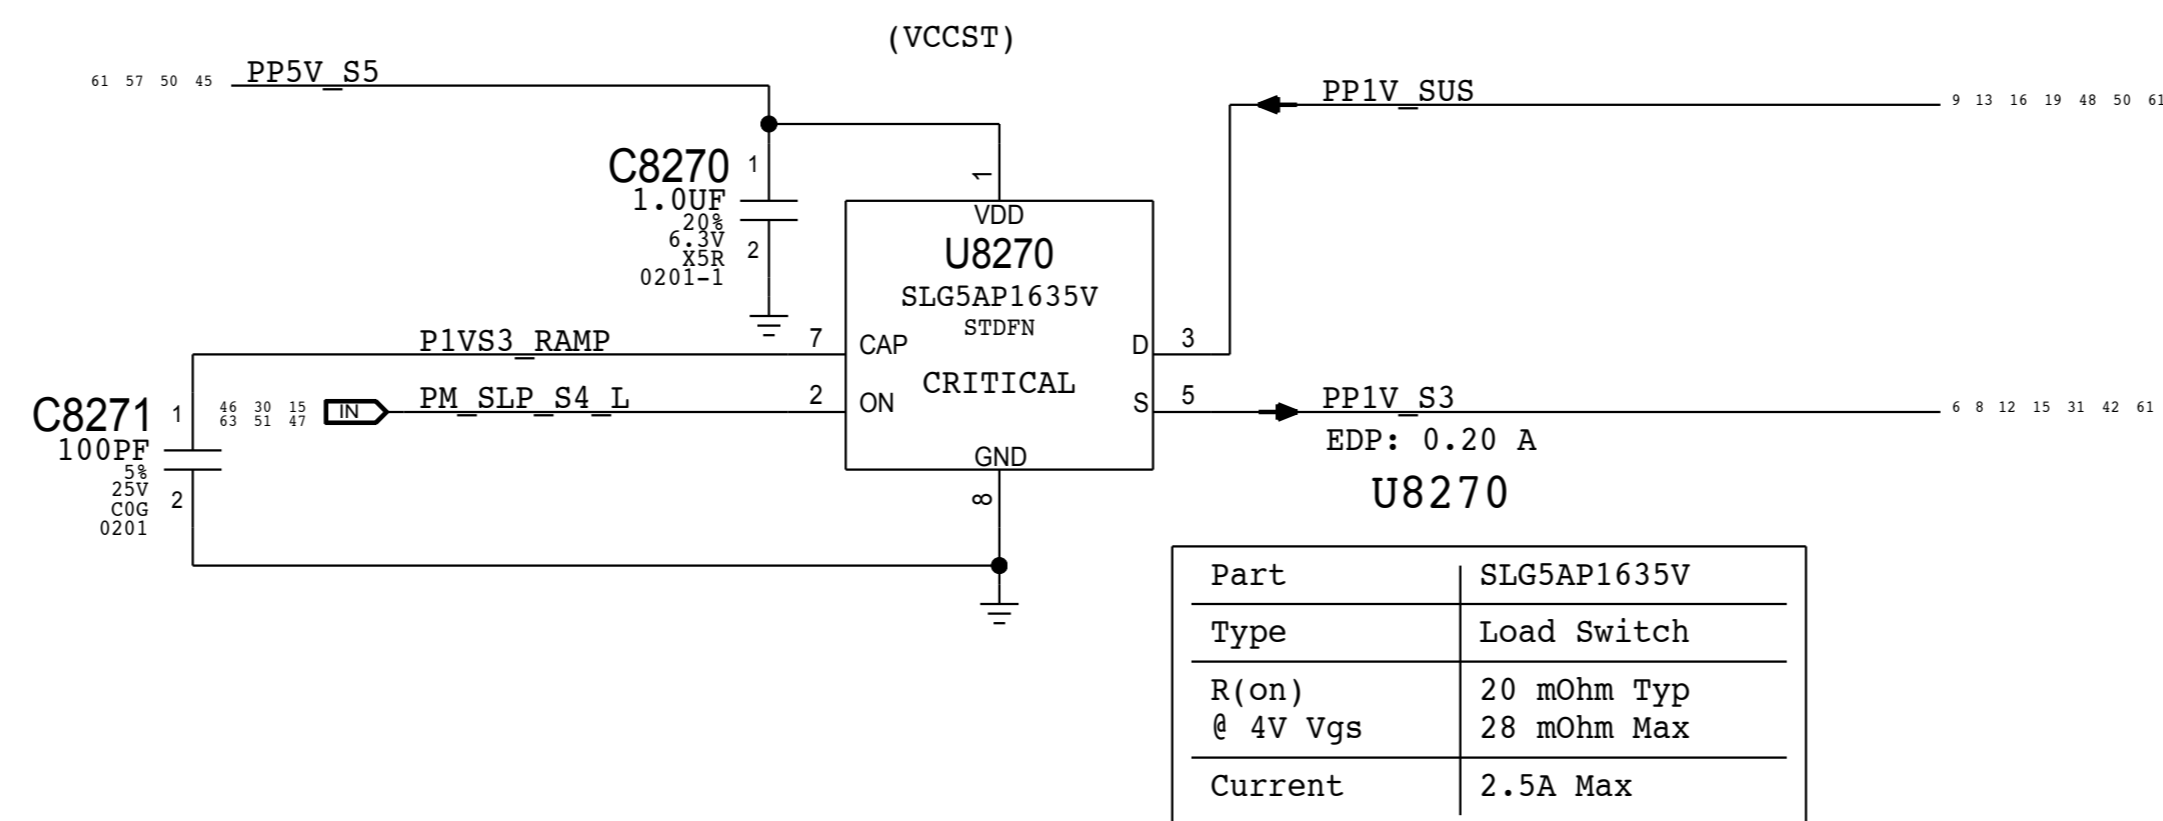 (VCCST)
61 57 50 45 PP5V_S5
PP1V_SUS 9 13 16 19 48 50 61
C8270 1
1.0UF
20%
6.3V
X5R 2
0201-1
1
VDD
U8270
SLG5AP1635V
STDFN
CRITICAL
P1VS3_RAMP 7 CAP
D 3
C8271 1
100PF
5%
25V
C0G 2
0201
46 30 15
63 51 47
IN PM_SLP_S4_L 2 ON
S 5 PP1V_S3 6 8 12 15 31 42 61
GND
8
EDP: 0.20 A
U8270
Part SLG5AP1635V
Type Load Switch
R(on) 20 mOhm Typ
@ 4V Vgs 28 mOhm Max
Current 2.5A Max